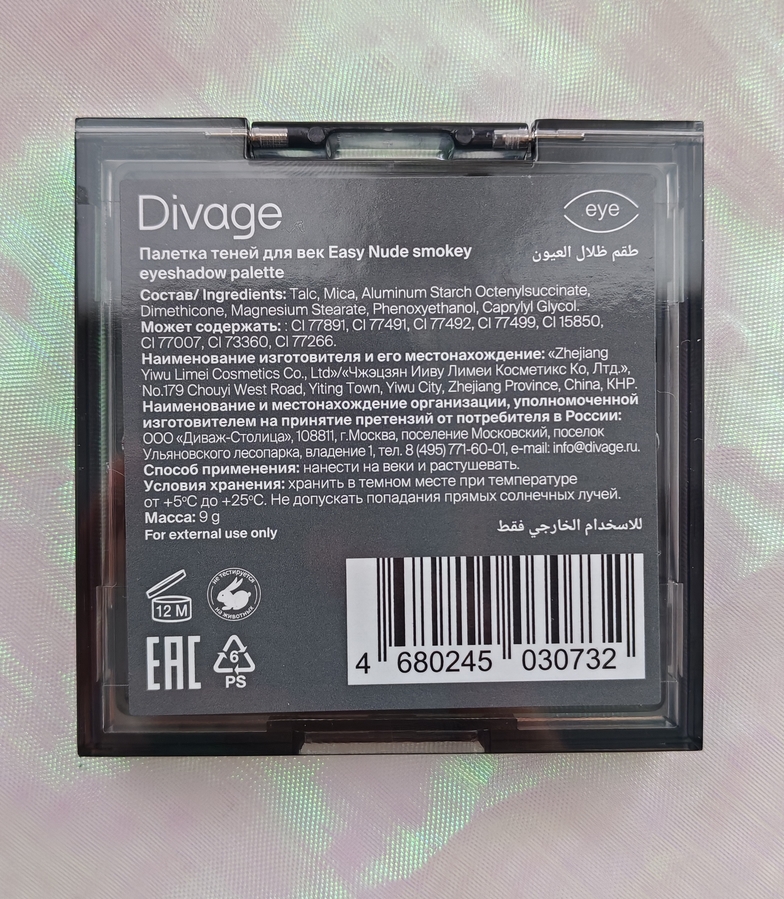 Divage
eye
Палетка теней для век Easy Nude smokey
طقم ظلال العيون
eyeshadow palette
Состав/ Ingredients: Talc, Mica, Aluminum Starch Octenylsuccinate,
Dimethicone, Magnesium Stearate, Phenoxyethanol, Caprylyl Glycol.
Может содержать: : CI 77891, CI 77491, CI 77492, CI 77499, CI 15850,
CI 77007, CI 73360, CI 77266.
Наименование изготовителя и его местонахождение: «Zhejiang
Yiwu Limei Cosmetics Co., Ltd»/«Чжэцзян Ииву Лимеи Косметикс Ко, Лтд.»,
No.179 Chouyi West Road, Yiting Town, Yiwu City, Zhejiang Province, China, КНР.
Наименование и местонахождение организации, уполномоченной
изготовителем на принятие претензий от потребителя в России:
ООО «Диваж-Столица», 108811, г.Москва, поселение Московский, поселок
Ульяновского лесопарка, владение 1, тел. 8 (495) 771-60-01, e-mail: info@divage.ru.
Способ применения: нанести на веки и растушевать.
Условия хранения: хранить в темном месте при температуре
от +5°C до +25°C. Не допускать попадания прямых солнечных лучей.
Масса: 9 g
للاسخدام الخارجي فقط
For external use only
12 M
не тестируется
на животных
EAC
6
PS
4 680245 030732